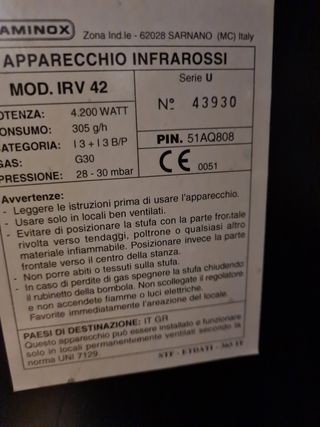 AMINOX Zona Ind.le - 62028 SARNANO (MC) Italy
APPARECCHIO INFRAROSSI
MOD. IRV 42
Serie U
N° 43930
OTENZA: 4.200 WATT
ONSUMO: 305 g/h
ATEGORIA: I 3 + I 3 B/P
PIN. 51AQ808
GAS: G30
CE 0051
PRESSIONE: 28 - 30 mbar
Avvertenze:
- Leggere le istruzioni prima di usare l'apparecchio.
- Usare solo in locali ben ventilati.
- Evitare di posizionare la stufa con la parte frontale
rivolta verso tendaggi, poltrone o qualsiasi altro
materiale infiammabile. Posizionare invece la parte
frontale verso il centro della stanza.
- Non porre abiti o tessuti sulla stufa.
- In caso di perdite di gas spegnere la stufa chiudendo
il rubinetto della bombola. Non scollegate il regolatore
e non accendete fiamme o luci elettriche.
Favorite immediatamente l'areazione del locale.
PAESI DI DESTINAZIONE: IT GR
Questo apparecchio può essere installato e funzionare
solo in locali permanentemente ventilati secondo la
norma UNI 7129.
STF - ETDATI - 363 IT